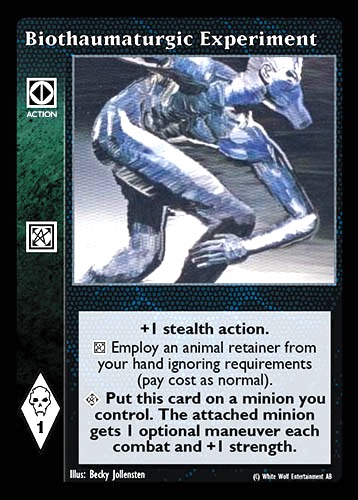 Biothaumaturgic Experiment
ACTION
+1 stealth action.
Employ an animal retainer from
your hand ignoring requirements
(pay cost as normal).
Put this card on a minion you
control. The attached minion
gets 1 optional maneuver each
combat and +1 strength.
1
Illus: Becky Jollensten
(C) White Wolf Entertainment AB